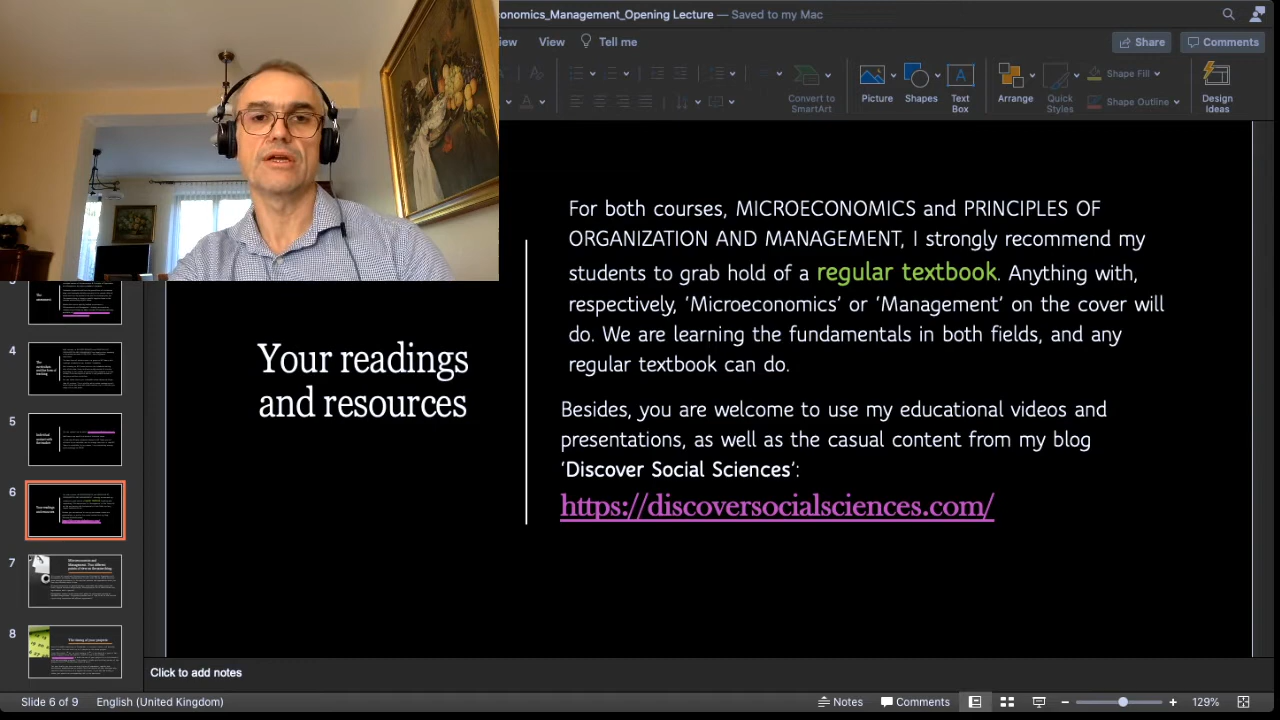 onomics_Management_Opening Lecture — Saved to my Mac
iew View Tell me Share Comments
Convert to SmartArt
Picture
Shapes
Text Box
Arrange
Quick Styles
Shape Fill
Shape Outline
Design Ideas
For both courses, MICROECONOMICS and PRINCIPLES OF
ORGANIZATION AND MANAGEMENT, I strongly recommend my
students to grab hold of a regular textbook. Anything with,
respectively, ‘Microeconomics’ or ‘Management’ on the cover will
do. We are learning the fundamentals in both fields, and any
regular textbook can do.
Your readings
and resources
Besides, you are welcome to use my educational videos and
presentations, as well as the casual content from my blog
‘Discover Social Sciences’:
https://discoversocialsciences.com/
4
5
6
7
8
Click to add notes
Slide 6 of 9 English (United Kingdom) Notes Comments 129%